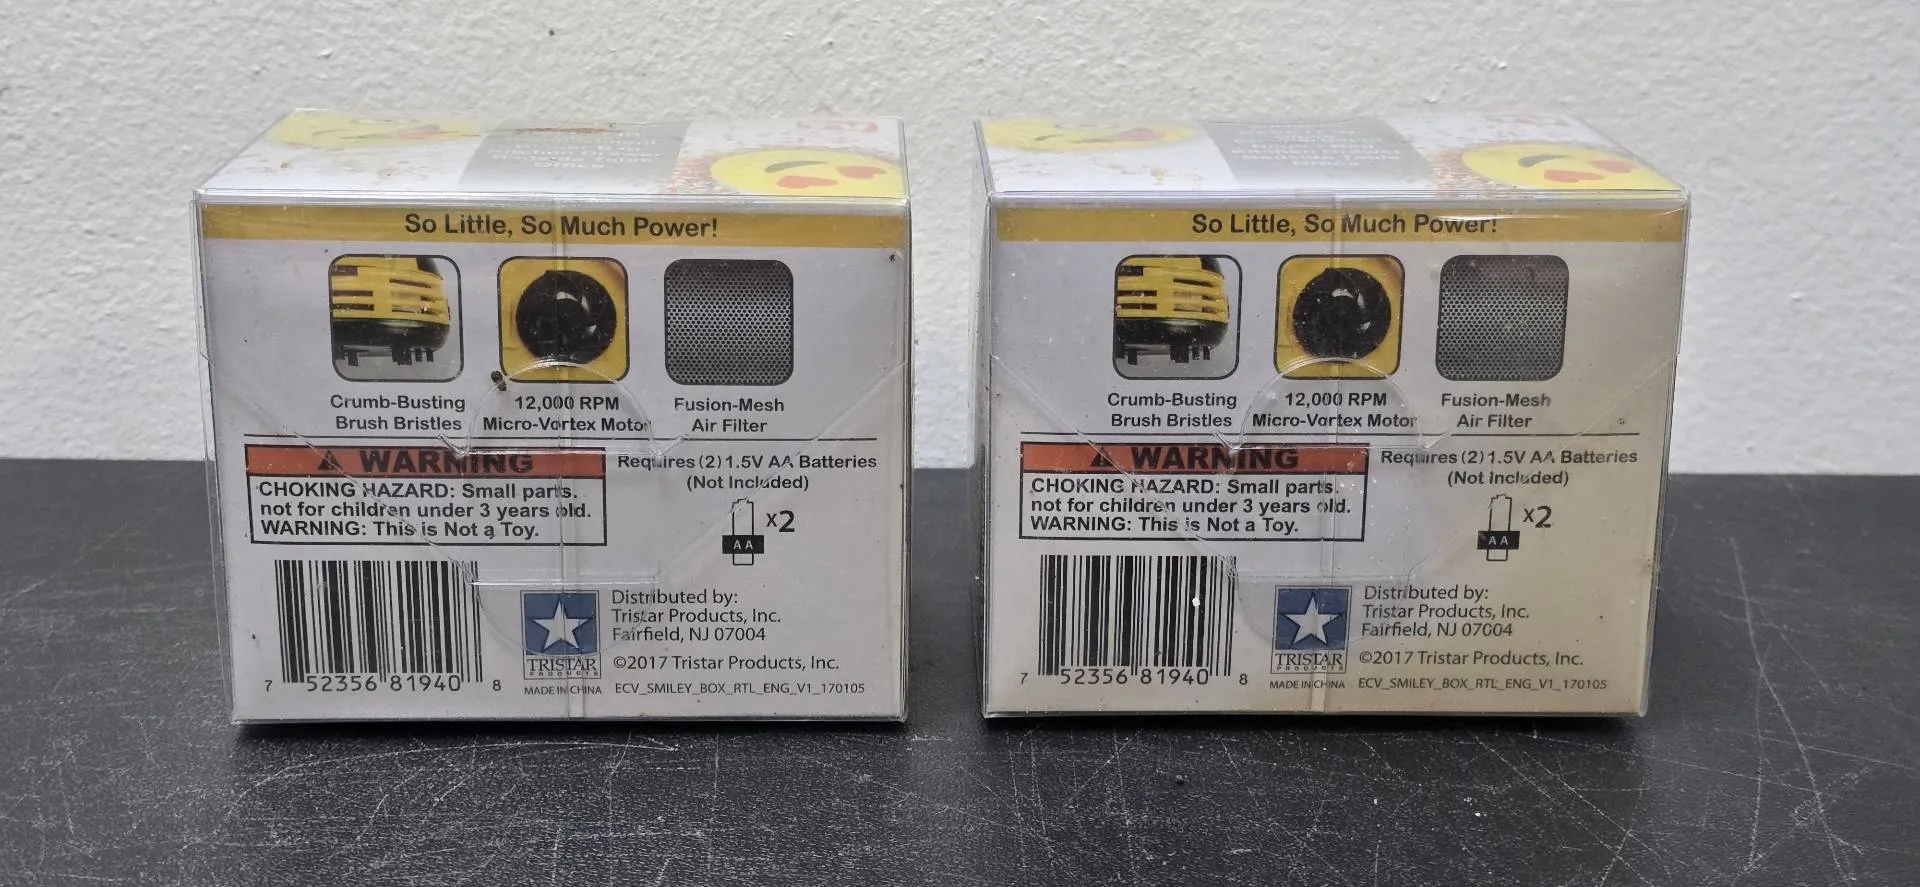 So Little, So Much Power!
Crumb-Busting
Brush Bristles
12,000 RPM
Micro-Vortex Motor
Fusion-Mesh
Air Filter
WARNING
CHOKING HAZARD: Small parts.
not for children under 3 years old.
WARNING: This is Not a Toy.
Requires (2) 1.5V AA Batteries
(Not Included)
AA
x2
7 52356 81940 8
TRISTAR
PRODUCTS
MADE IN CHINA
Distributed by:
Tristar Products, Inc.
Fairfield, NJ 07004
©2017 Tristar Products, Inc.
ECV_SMILEY_BOX_RTL_ENG_V1_170105
So Little, So Much Power!
Crumb-Busting
Brush Bristles
12,000 RPM
Micro-Vortex Motor
Fusion-Mesh
Air Filter
WARNING
CHOKING HAZARD: Small parts.
not for children under 3 years old.
WARNING: This is Not a Toy.
Requires (2) 1.5V AA Batteries
(Not Included)
AA
x2
7 52356 81940 8
TRISTAR
PRODUCTS
MADE IN CHINA
Distributed by:
Tristar Products, Inc.
Fairfield, NJ 07004
©2017 Tristar Products, Inc.
ECV_SMILEY_BOX_RTL_ENG_V1_170105